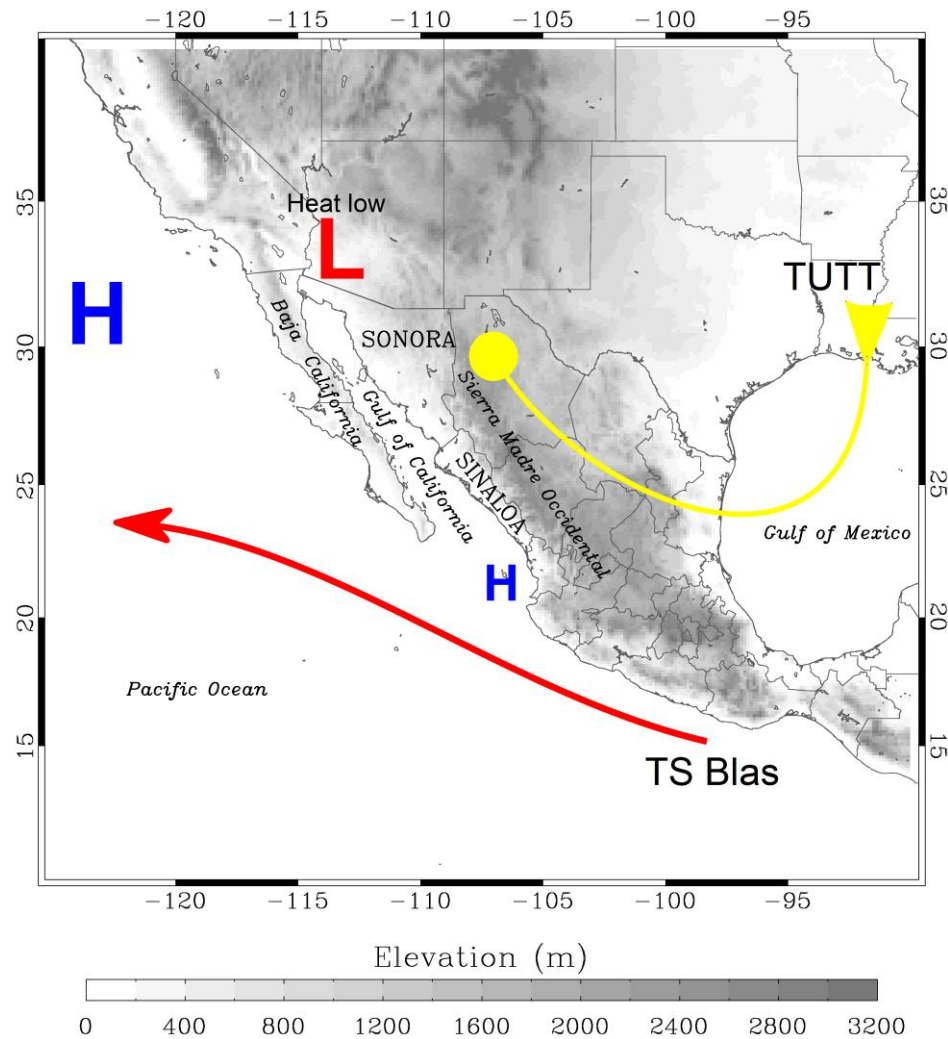 -120 -115 -110 -105 -100 -95
35 35
Heat low
L
TUTT
H
30 SONORA 30
Baja California
Gulf of California
Sierra Madre Occidental
SINALOA
25 25
Gulf of Mexico
H
20 20
Pacific Ocean
15 15
TS Blas
-120 -115 -110 -105 -100 -95
Elevation (m)
0 400 800 1200 1600 2000 2400 2800 3200